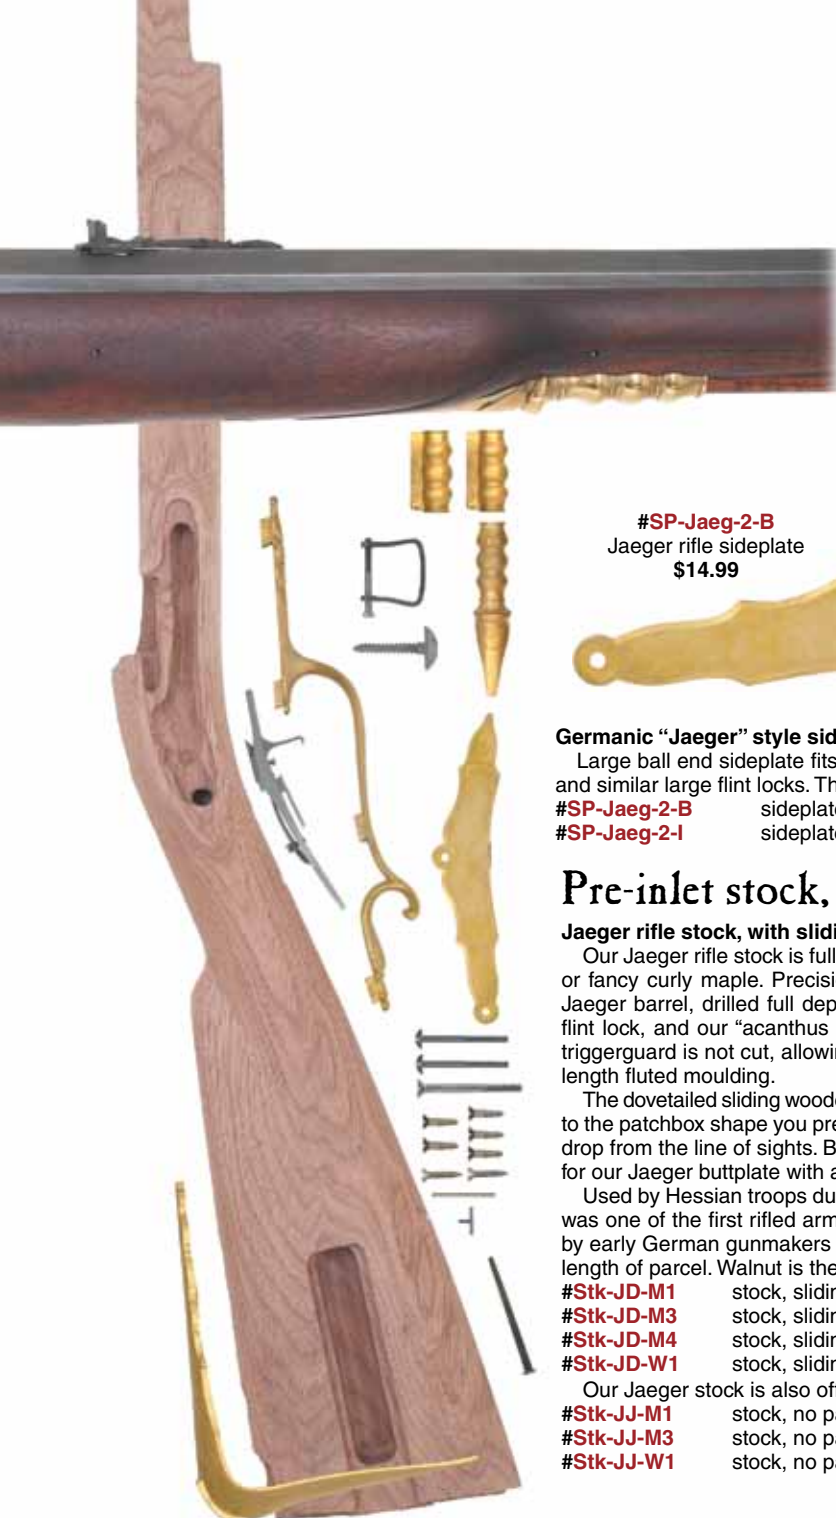 #SP-Jaeg-2-B
Jaeger rifle sideplate
$14.99
Germanic “Jaeger” style sid
Large ball end sideplate fits
and similar large flint locks. Th
#SP-Jaeg-2-B sideplate
#SP-Jaeg-2-I sideplate
Pre-inlet stock,
Jaeger rifle stock, with slidi
Our Jaeger rifle stock is full
or fancy curly maple. Precisi
Jaeger barrel, drilled full dep
flint lock, and our “acanthus
triggerguard is not cut, allowin
length fluted moulding.
The dovetailed sliding woode
to the patchbox shape you pre
drop from the line of sights. B
for our Jaeger buttplate with a
Used by Hessian troops du
was one of the first rifled arm
by early German gunmakers
length of parcel. Walnut is the
#Stk-JD-M1 stock, slidin
#Stk-JD-M3 stock, slidin
#Stk-JD-M4 stock, slidin
#Stk-JD-W1 stock, slidin
Our Jaeger stock is also off
#Stk-JJ-M1 stock, no pa
#Stk-JJ-M3 stock, no pa
#Stk-JJ-W1 stock, no pa